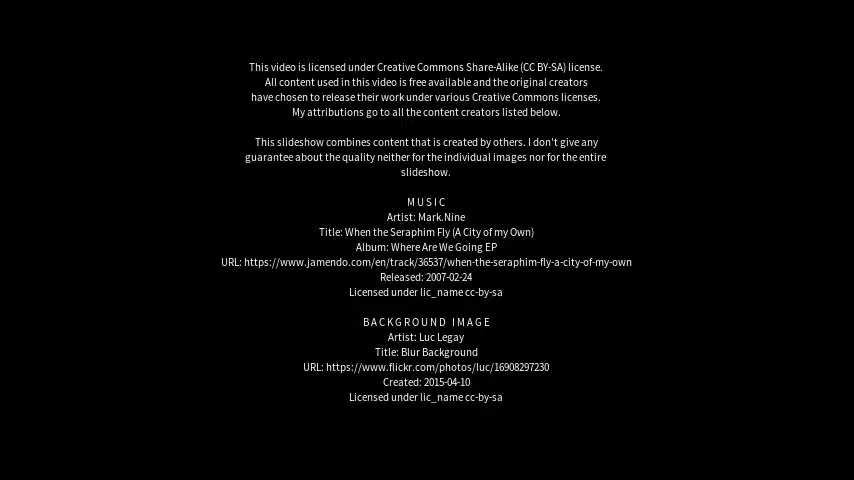 This video is licensed under Creative Commons Share-Alike (CC BY-SA) license.
All content used in this video is free available and the original creators
have chosen to release their work under various Creative Commons licenses.
My attributions go to all the content creators listed below.
This slideshow combines content that is created by others. I don't give any
guarantee about the quality neither for the individual images nor for the entire
slideshow.
M U S I C
Artist: Mark.Nine
Title: When the Seraphim Fly (A City of my Own)
Album: Where Are We Going EP
URL: https://www.jamendo.com/en/track/36537/when-the-seraphim-fly-a-city-of-my-own
Released: 2007-02-24
Licensed under lic_name cc-by-sa
B A C K G R O U N D   I M A G E
Artist: Luc Legay
Title: Blur Background
URL: https://www.flickr.com/photos/luc/16908297230
Created: 2015-04-10
Licensed under lic_name cc-by-sa